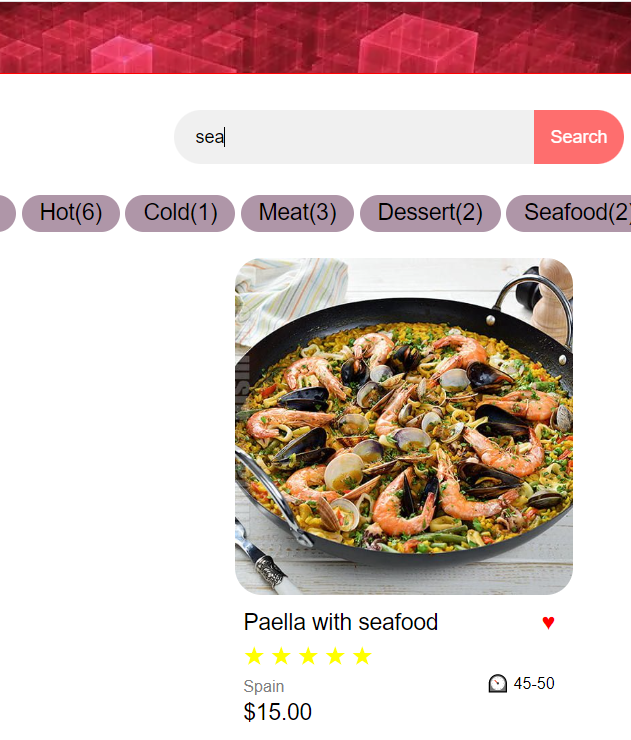 sea Search
Hot(6) Cold(1) Meat(3) Dessert(2) Seafood(2)
Paella with seafood ♥
★ ★ ★ ★ ★
Spain 45-50
$15.00